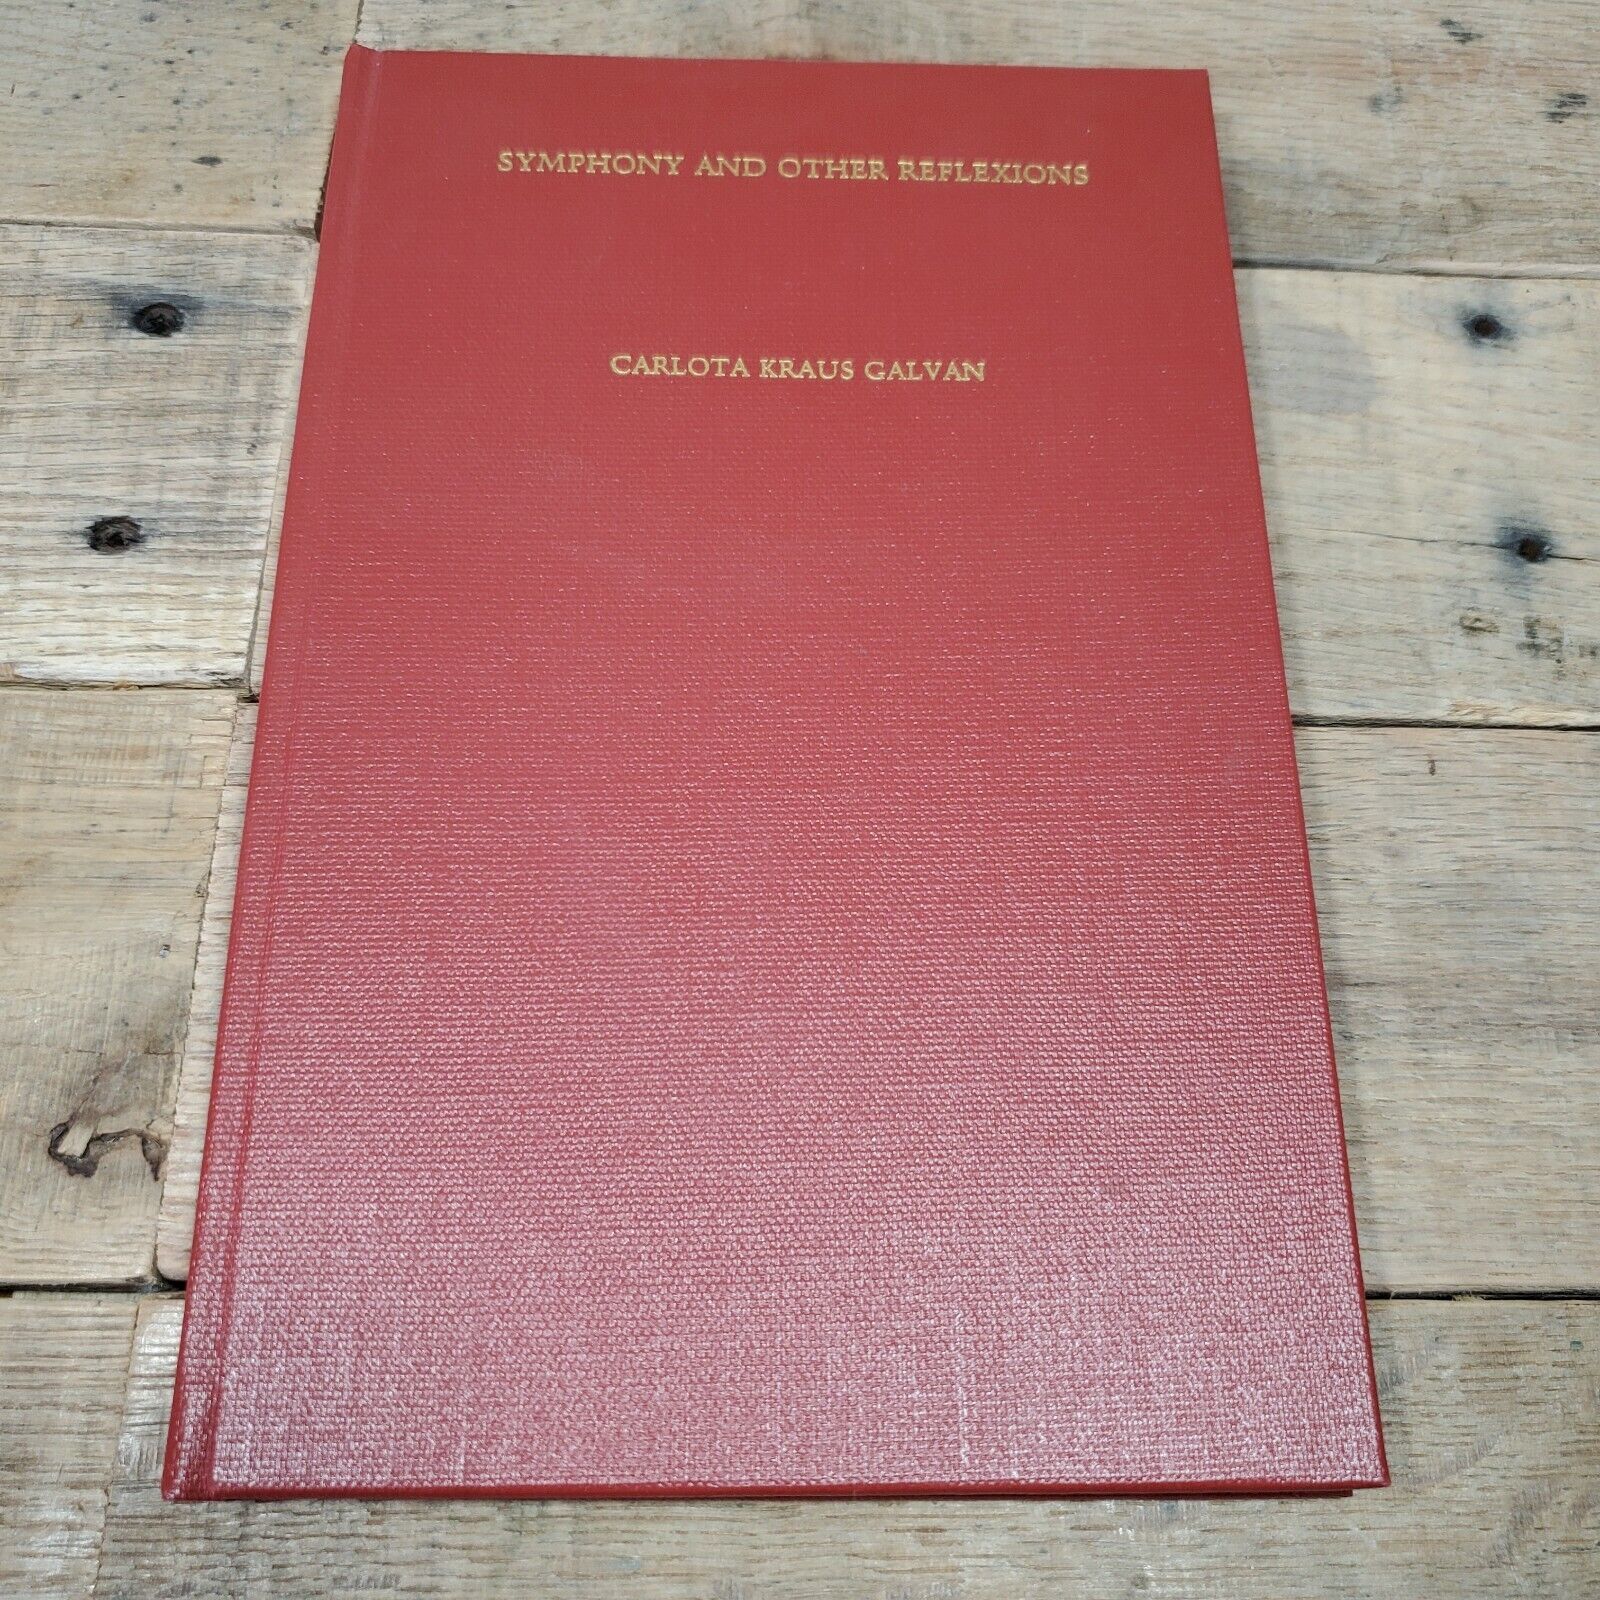 SYMPHONY AND OTHER REFLEXIONS
CARLOTA KRAUS GALVAN